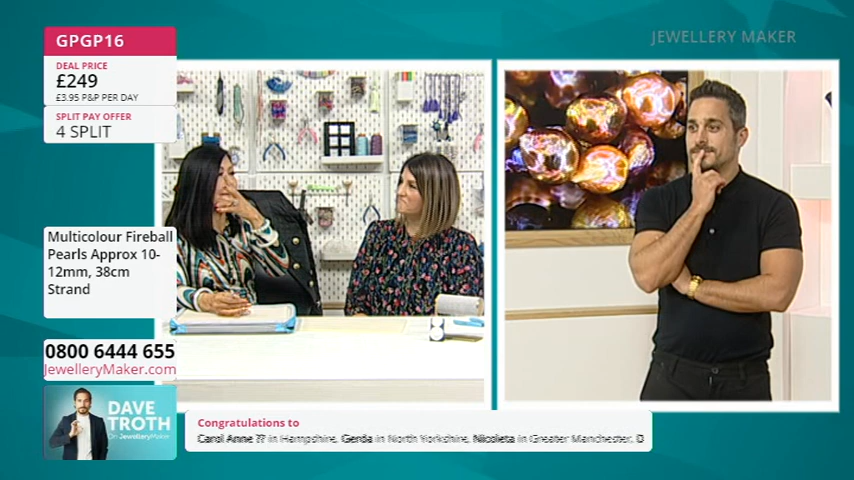 GPGP16
JEWELLERY MAKER
DEAL PRICE
£249
£3.95 P&P PER DAY
SPLIT PAY OFFER
4 SPLIT
Multicolour Fireball
Pearls Approx 10-
12mm, 38cm
Strand
0800 6444 655
JewelleryMaker.com
DAVE
TROTH
On JewelleryMaker
Congratulations to
Carol Anne ?? in Hampshire, Gerda in North Yorkshire, Nicoleta in Greater Manchester, D